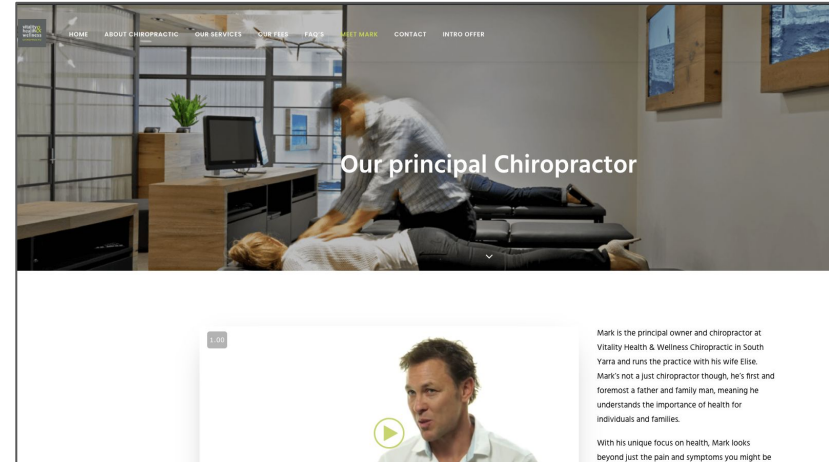 vitality
health &
wellness
HOME ABOUT CHIROPRACTIC OUR SERVICES OUR FEES FAQ'S MEET MARK CONTACT INTRO OFFER
Our principal Chiropractor
1:00
Mark is the principal owner and chiropractor at
Vitality Health & Wellness Chiropractic in South
Yarra and runs the practice with his wife Elise.
Mark's not a just chiropractor though, he's first and
foremost a father and family man, meaning he
understands the importance of health for
individuals and families.
With his unique focus on health, Mark looks
beyond just the pain and symptoms you might be